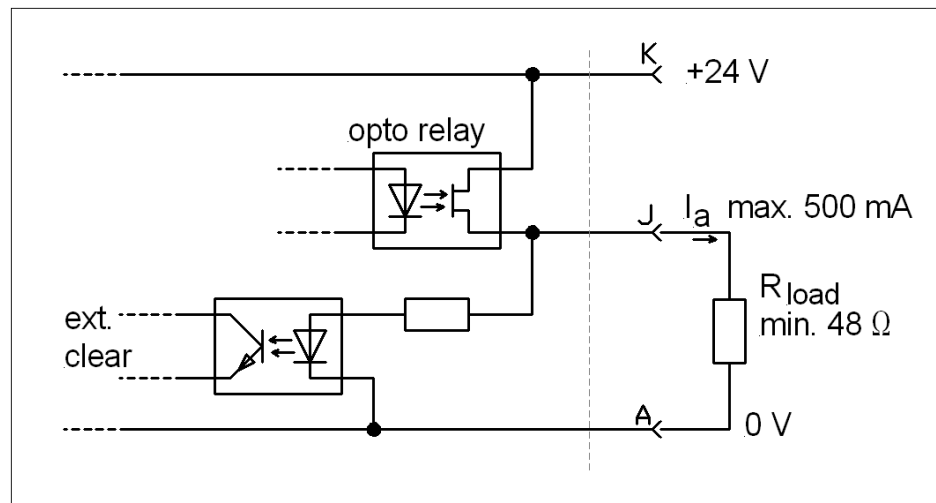 K
+24 V
opto relay
J
Ia max. 500 mA
Rload
min. 48 Ω
ext.
clear
A
0 V